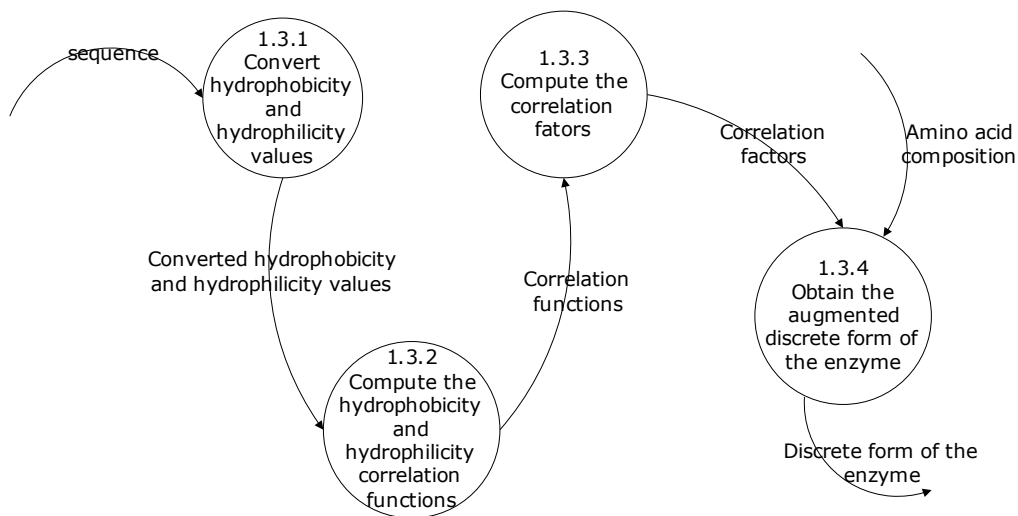 sequence
1.3.1
Convert
hydrophobicity
and
hydrophilicity
values
Converted hydrophobicity
and hydrophilicity values
1.3.2
Compute the
hydrophobicity
and
hydrophilicity
correlation
functions
Correlation
functions
1.3.3
Compute the
correlation
fators
Correlation
factors
Amino acid
composition
1.3.4
Obtain the
augmented
discrete form of
the enzyme
Discrete form of the
enzyme